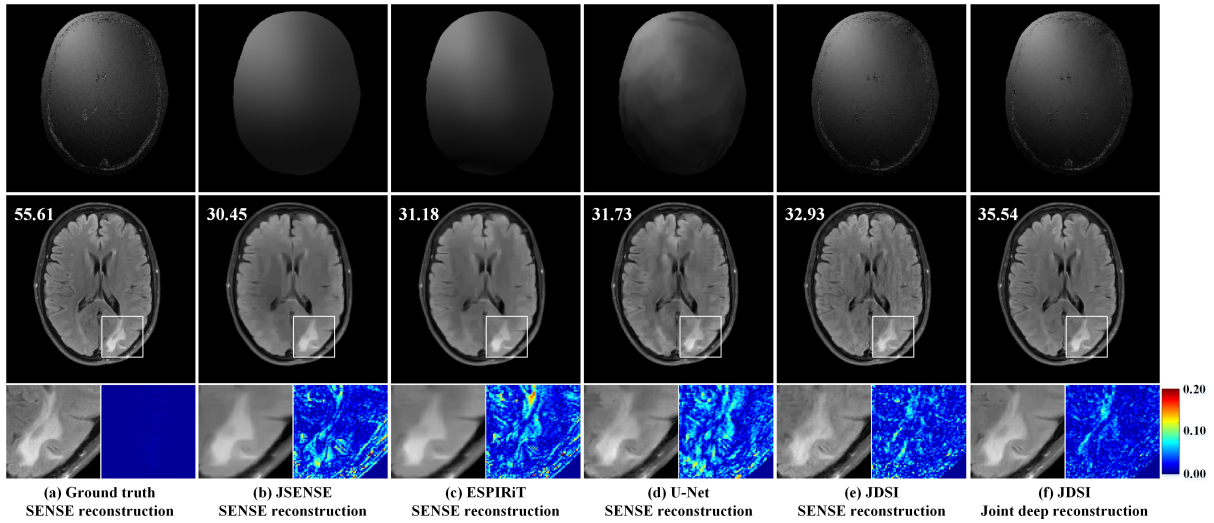 55.61
30.45
31.18
31.73
32.93
35.54
0.20
0.10
0.00
(a) Ground truth
SENSE reconstruction
(b) JSENSE
SENSE reconstruction
(c) ESPIRiT
SENSE reconstruction
(d) U-Net
SENSE reconstruction
(e) JDSI
SENSE reconstruction
(f) JDSI
Joint deep reconstruction